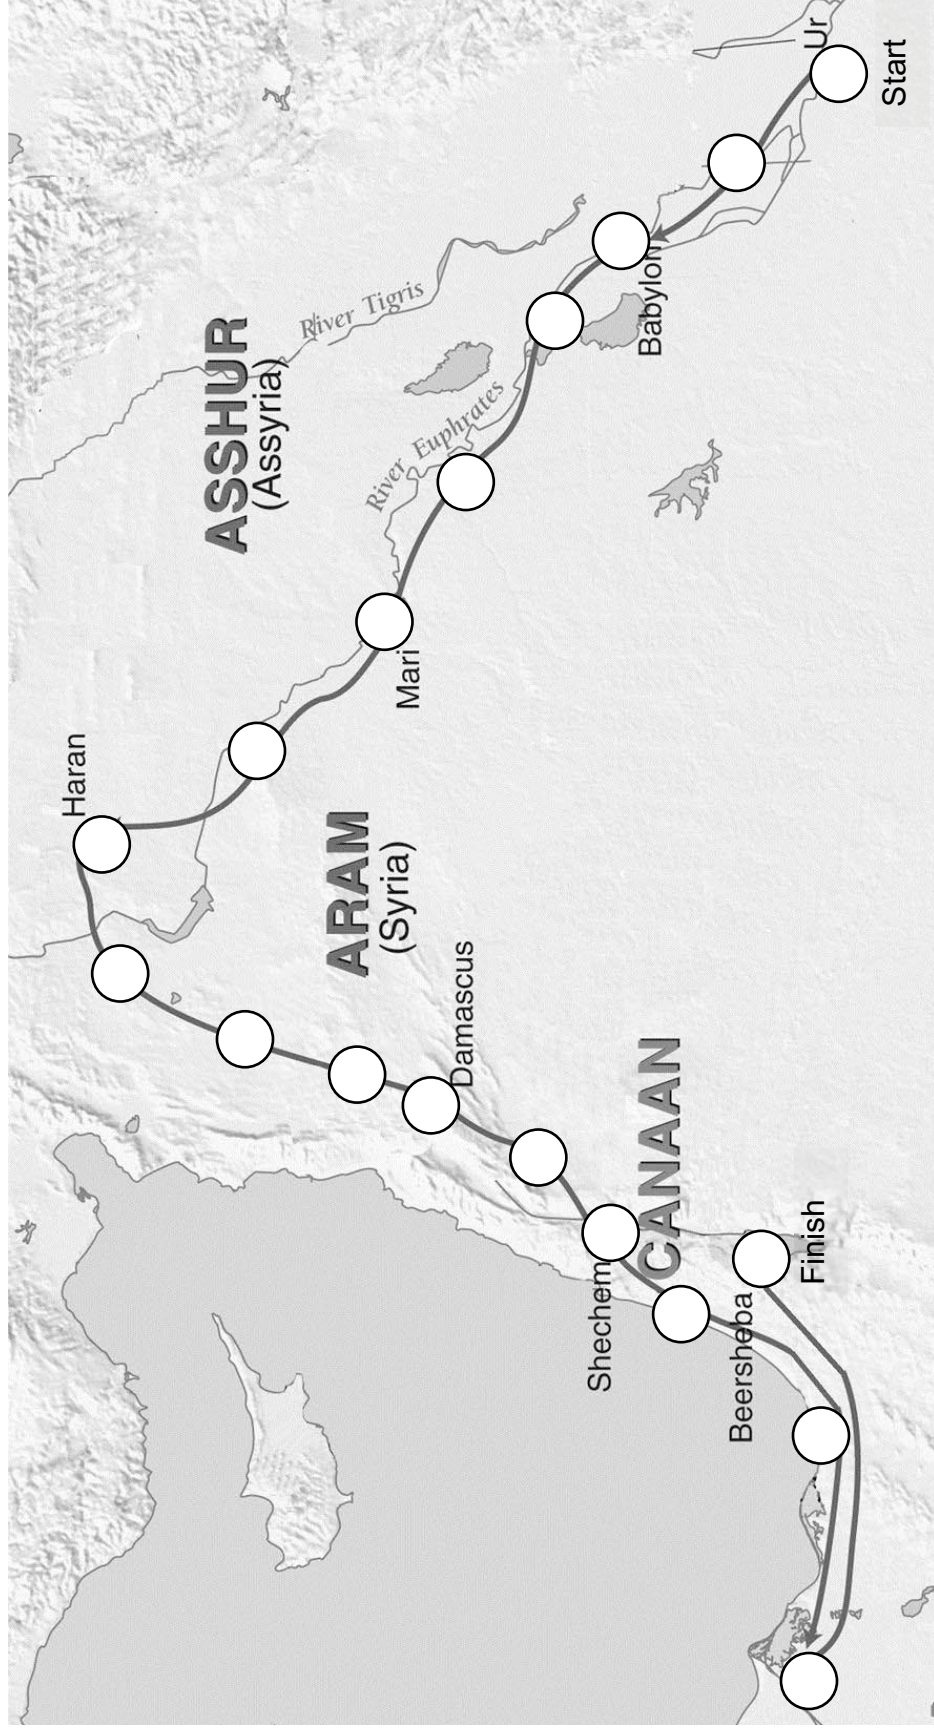 Haran
ASSHUR
(Assyria)
River Tigris
River Euphrates
Ur
Start
Babylon
Mari
ARAM
(Syria)
Damascus
CANAAN
Shechem
Beersheba
Finish